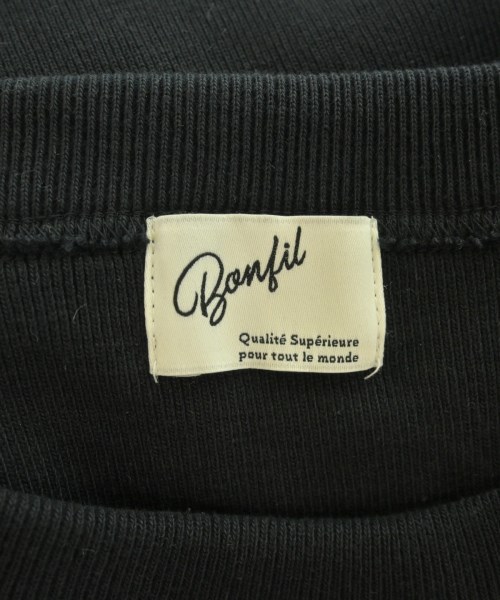 Bonfil
Qualité Supérieure
pour tout le monde